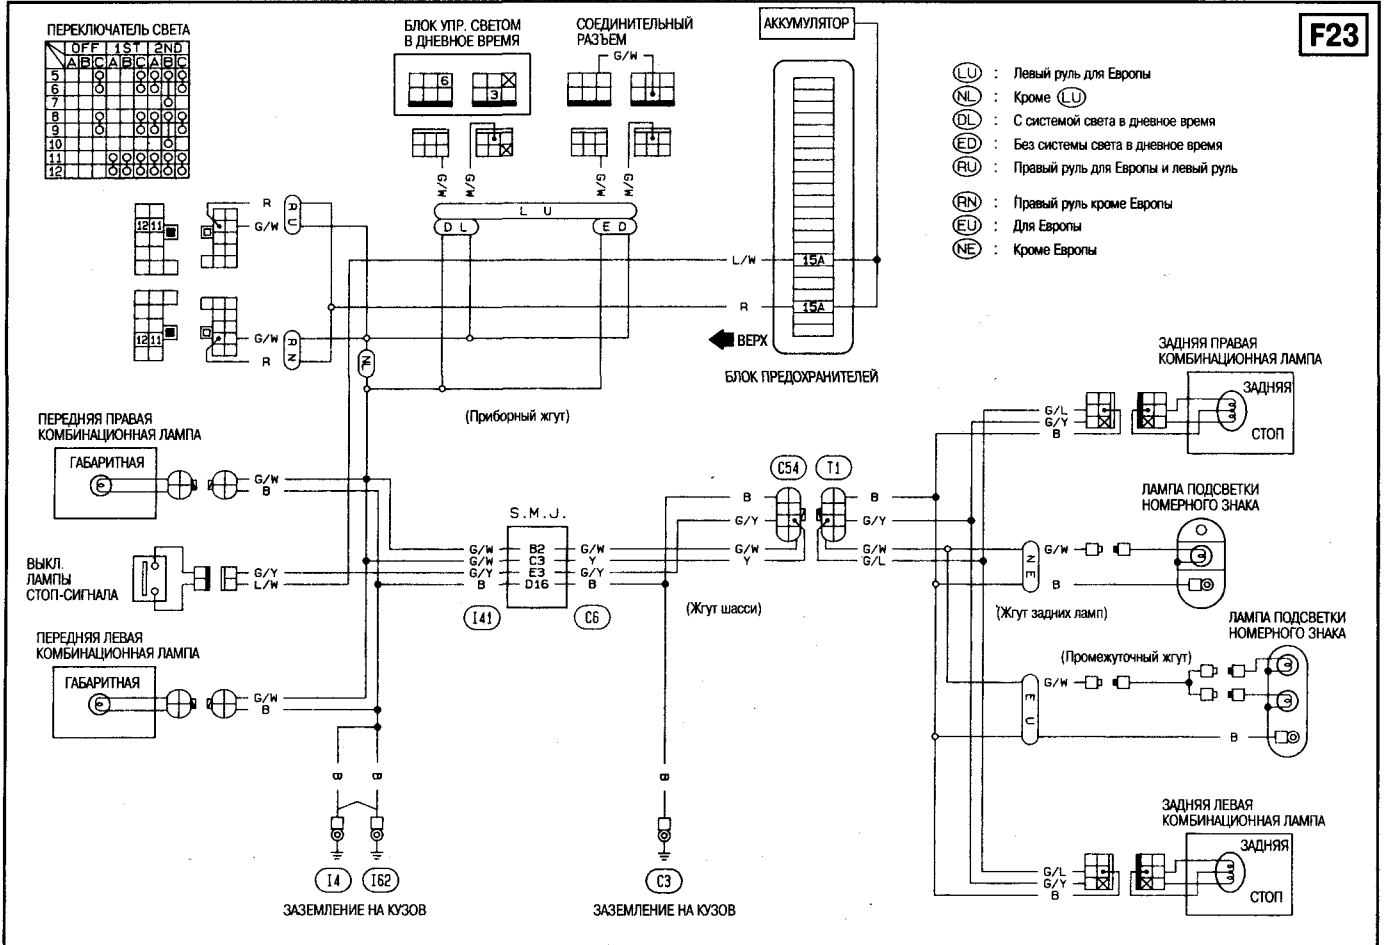 F23
ПЕРЕКЛЮЧАТЕЛЬ СВЕТА
OFF 1ST 2ND
A B C A B C A B C
5
6
7
8
9
10
11
12
БЛОК УПР. СВЕТОМ
В ДНЕВНОЕ ВРЕМЯ
6
3
СОЕДИНИТЕЛЬНЫЙ
РАЗЪЕМ
G/W
АККУМУЛЯТОР
LU : Левый руль для Европы
NL : Кроме LU
DL : С системой света в дневное время
ED : Без системы света в дневное время
RU : Правый руль для Европы и левый руль
RN : Правый руль кроме Европы
EU : Для Европы
NE : Кроме Европы
G/W G/W G/W G/W
L U
D L
E D
12 11
R
G/W
R U
L/W 15A
R 15A
12 11
G/W
R
R N
NL
ВЕРХ
БЛОК ПРЕДОХРАНИТЕЛЕЙ
(Приборный жгут)
ПЕРЕДНЯЯ ПРАВАЯ
КОМБИНАЦИОННАЯ ЛАМПА
ГАБАРИТНАЯ
G/W
B
ВЫКЛ.
ЛАМПЫ
СТОП-СИГНАЛА
G/Y
L/W
ПЕРЕДНЯЯ ЛЕВАЯ
КОМБИНАЦИОННАЯ ЛАМПА
ГАБАРИТНАЯ
G/W
B
S.M.J.
G/W B2 G/W
G/W C3 Y
G/Y E3 G/Y
B D16 B
I41
C6
(Жгут шасси)
C54
T1
B
G/Y
G/W
Y
B
G/Y
G/W
G/L
B
B
B
I4
I62
ЗАЗЕМЛЕНИЕ НА КУЗОВ
C3
ЗАЗЕМЛЕНИЕ НА КУЗОВ
ЗАДНЯЯ ПРАВАЯ
КОМБИНАЦИОННАЯ ЛАМПА
G/L
G/Y
B
ЗАДНЯЯ
СТОП
ЛАМПА ПОДСВЕТКИ
НОМЕРНОГО ЗНАКА
N E
G/W
B
(Жгут задних ламп)
ЛАМПА ПОДСВЕТКИ
НОМЕРНОГО ЗНАКА
(Промежуточный жгут)
E U
G/W
B
ЗАДНЯЯ ЛЕВАЯ
КОМБИНАЦИОННАЯ ЛАМПА
G/L
G/Y
B
ЗАДНЯЯ
СТОП